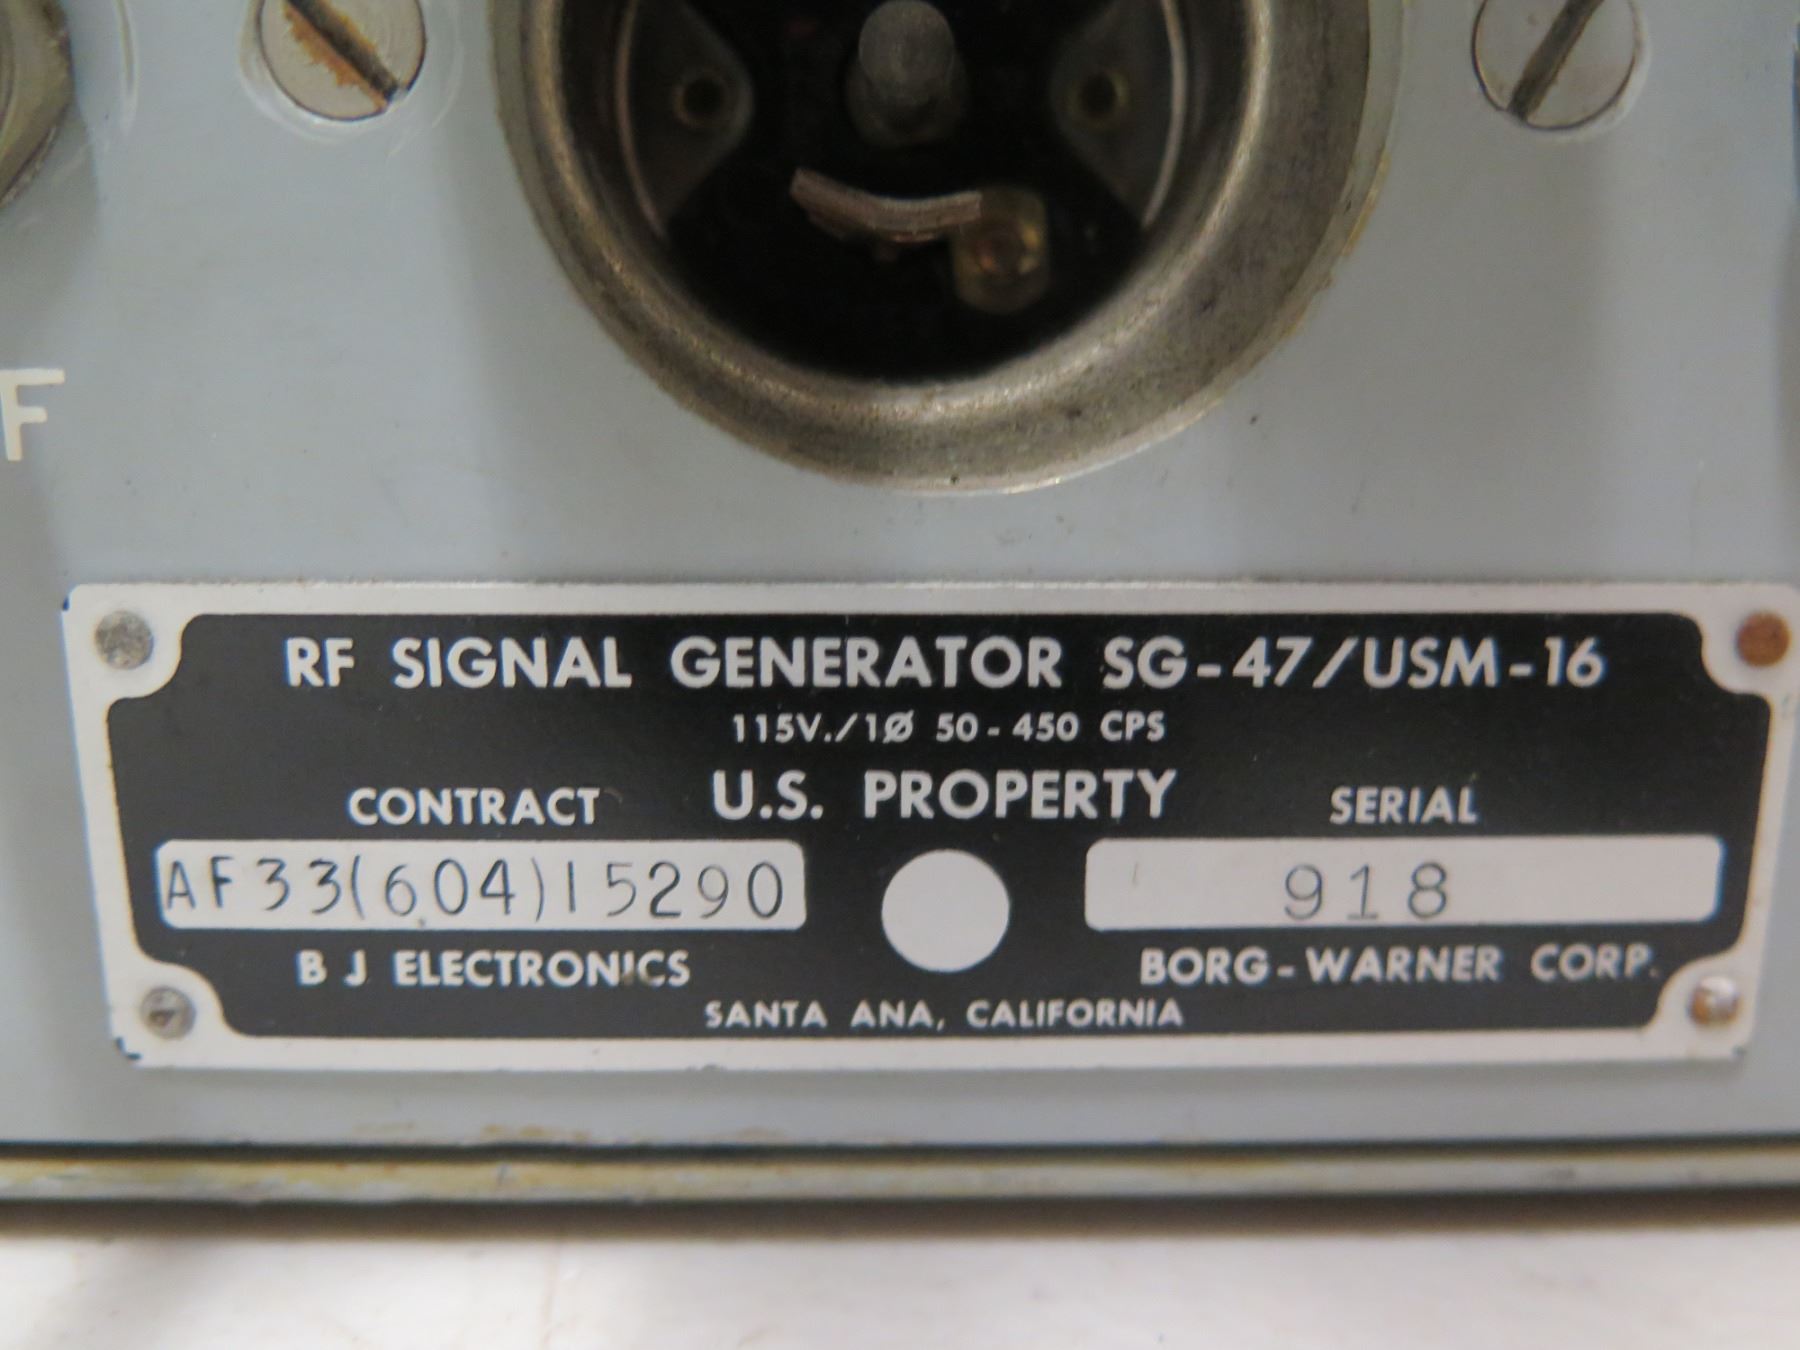 F
RF SIGNAL GENERATOR SG-47/USM-16
115V./1Ø 50-450 CPS
CONTRACT U.S. PROPERTY SERIAL
AF33(604)15290 918
B J ELECTRONICS BORG-WARNER CORP.
SANTA ANA, CALIFORNIA